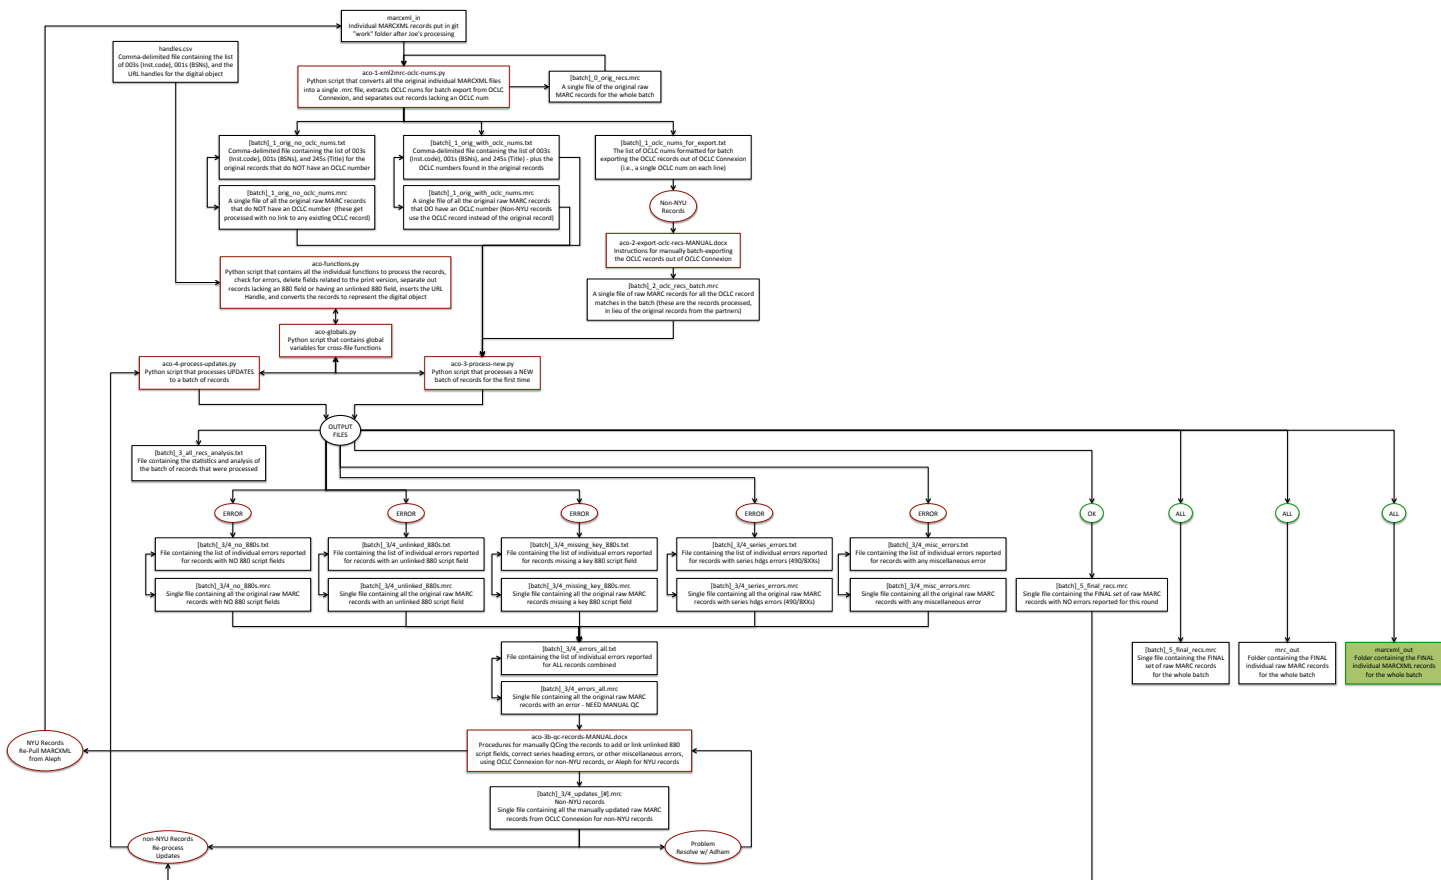 marcxml_in
Individual MARCXML records put in git
"work" folder after Joe's processing
handles.csv
Comma-delimited file containing the list
of 003s (Inst.code), 001s (BSNs), and the
URL handles for the digital object
aco-1-xml2mrc-oclc-nums.py
Python script that converts all the original individual MARCXML files
into a single .mrc file, extracts OCLC nums for batch export from OCLC
Connexion, and separates out records lacking an OCLC num
[batch]_0_orig_recs.mrc
A single file of the original raw
MARC records for the whole batch
[batch]_1_orig_no_oclc_nums.txt
Comma-delimited file containing the list of 003s
(Inst.code), 001s (BSNs), and 245s (Title) for the
original records that do NOT have an OCLC number
[batch]_1_orig_with_oclc_nums.txt
Comma-delimited file containing the list of 003s
(Inst.code), 001s (BSNs), and 245s (Title) - plus the
OCLC numbers found in the original records
[batch]_1_oclc_nums_for_export.txt
The list of OCLC nums formatted for batch
exporting the OCLC records out of OCLC Connexion
(i.e., a single OCLC num on each line)
[batch]_1_orig_no_oclc_nums.mrc
A single file of all the original raw MARC records
that do NOT have an OCLC number  (these get
processed with no link to any existing OCLC record)
[batch]_1_orig_with_oclc_nums.mrc
A single file of all the original raw MARC records
that DO have an OCLC number (Non-NYU records
use the OCLC record instead of the original record)
Non-NYU
Records
aco-2-export-oclc-recs-MANUAL.docx
Instructions for manually batch-exporting
the OCLC records out of OCLC Connexion
aco-functions.py
Python script that contains all the individual functions to process the records,
check for errors, delete fields related to the print version, separate out
records lacking an 880 field or having an unlinked 880 field, inserts the URL
Handle, and converts the records to represent the digital object
[batch]_2_oclc_recs_batch.mrc
A single file of raw MARC records for all the OCLC record
matches in the batch (these are the records processed,
in lieu of the original records from the partners)
aco-globals.py
Python script that contains global
variables for cross-file functions
aco-4-process-updates.py
Python script that processes UPDATES
to a batch of records
aco-3-process-new.py
Python script that processes a NEW
batch of records for the first time
OUTPUT
FILES
[batch]_3_all_recs_analysis.txt
File containing the statistics and analysis of
the batch of records that were processed
ERROR
ERROR
ERROR
ERROR
ERROR
OK
ALL
ALL
ALL
[batch]_3/4_no_880s.txt
File containing the list of individual errors reported
for records with NO 880 script fields
[batch]_3/4_unlinked_880s.txt
File containing the list of individual errors reported
for records with an unlinked 880 script field
[batch]_3/4_missing_key_880s.txt
File containing the list of individual errors reported
for records missing a key 880 script field
[batch]_3/4_series_errors.txt
File containing the list of individual errors reported
for records with series hdgs errors (490/8XXs)
[batch]_3/4_misc_errors.txt
File containing the list of individual errors reported
for records with any miscellaneous error
[batch]_3/4_no_880s.mrc
Single file containing all the original raw MARC
records with NO 880 script fields
[batch]_3/4_unlinked_880s.mrc
Single file containing all the original raw MARC
records with an unlinked 880 script field
[batch]_3/4_missing_key_880s.mrc
Single file containing all the original raw MARC
records missing a key 880 script field
[batch]_3/4_series_errors.mrc
Single file containing all the original raw MARC
records with series hdgs errors (490/8XXs)
[batch]_3/4_misc_errors.mrc
Single file containing all the original raw MARC
records with any miscellaneous error
[batch]_5_final_recs.mrc
Single file containing the FINAL set of raw MARC
records with NO errors reported for this round
[batch]_3/4_errors_all.txt
File containing the list of individual errors reported
for ALL records combined
[batch]_5_final_recs.mrc
Singe file containing the FINAL
set of raw MARC records
for the whole batch
mrc_out
Folder containing the FINAL
individual raw MARC records
for the whole batch
marcxml_out
Folder containing the FINAL
individual MARCXML records
for the whole batch
[batch]_3/4_errors_all.mrc
Single file containing all the original raw MARC
records with an error - NEED MANUAL QC
aco-3b-qc-records-MANUAL.docx
Procedures for manually QCing the records to add or link unlinked 880
script fields, correct series heading errors, or other miscellaneous errors,
using OCLC Connexion for non-NYU records, or Aleph for NYU records
NYU Records
Re-Pull MARCXML
from Aleph
[batch]_3/4_updates_[#].mrc
Non-NYU records
Single file containing all the manually updated raw MARC
records from OCLC Connexion for non-NYU records
non-NYU Records
Re-process
Updates
Problem
Resolve w/ Adham